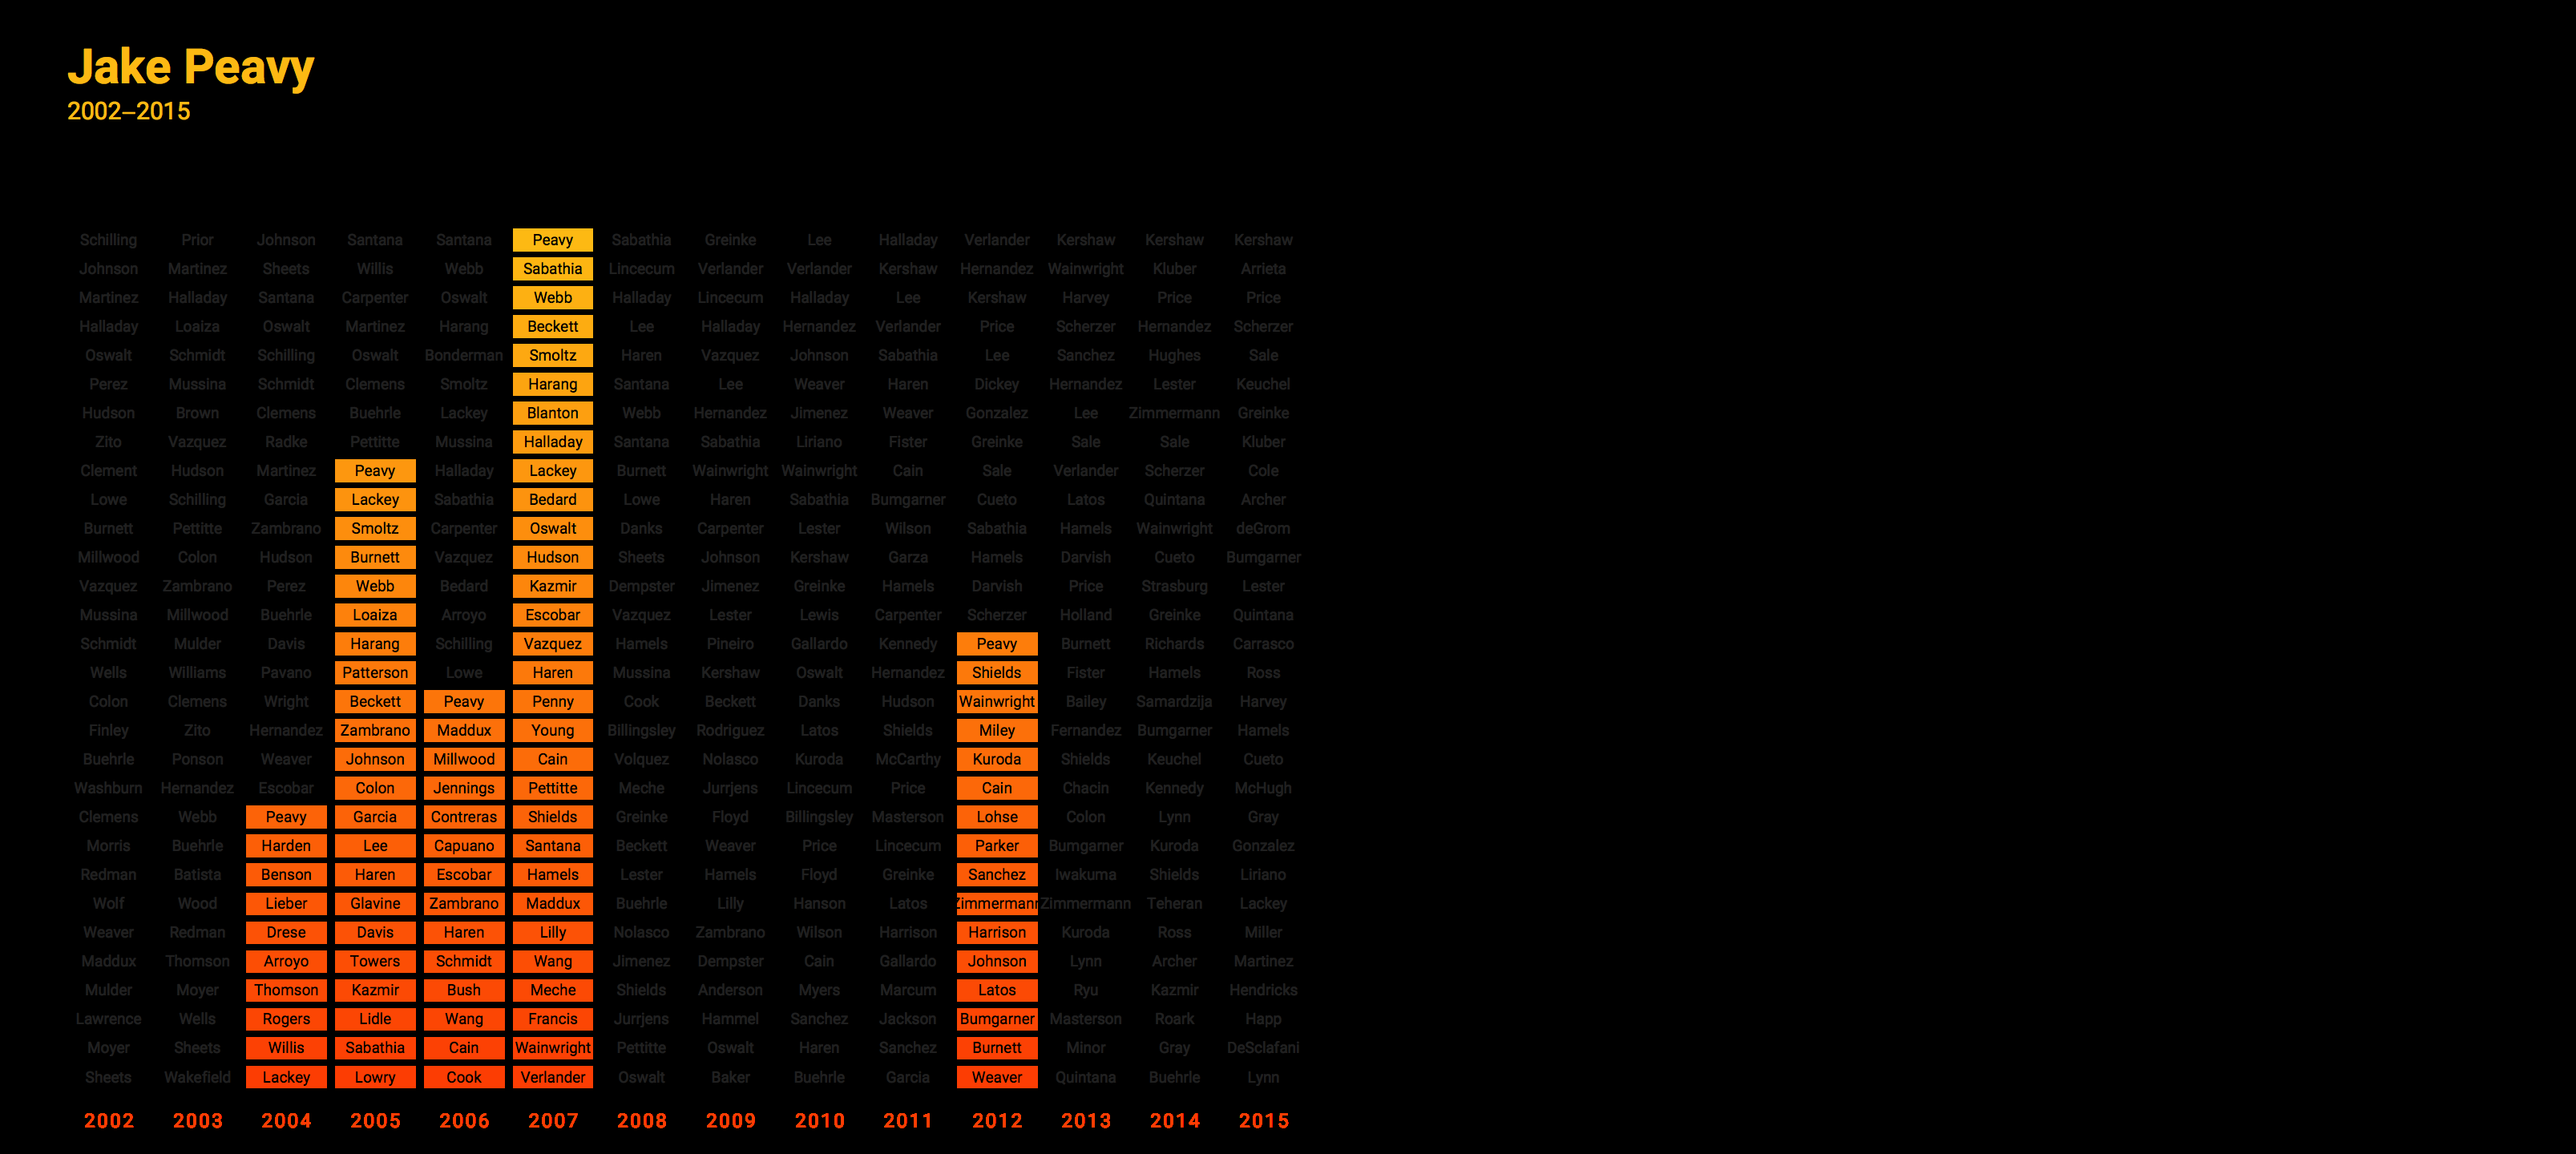 Jake Peavy
2002–2015
Schilling Prior Johnson Santana Santana Peavy Sabathia Greinke Lee Halladay Verlander Kershaw Kershaw Kershaw
Johnson Martinez Sheets Willis Webb Sabathia Lincecum Verlander Verlander Kershaw Hernandez Wainwright Kluber Arrieta
Martinez Halladay Santana Carpenter Oswalt Webb Halladay Lincecum Halladay Lee Kershaw Harvey Price Price
Halladay Loaiza Oswalt Martinez Harang Beckett Lee Halladay Hernandez Verlander Price Scherzer Hernandez Scherzer
Oswalt Schmidt Schilling Oswalt Bonderman Smoltz Haren Vazquez Johnson Sabathia Lee Sanchez Hughes Sale
Perez Mussina Schmidt Clemens Smoltz Harang Santana Lee Weaver Haren Dickey Hernandez Lester Keuchel
Hudson Brown Clemens Buehrle Lackey Blanton Webb Hernandez Jimenez Weaver Gonzalez Lee Zimmermann Greinke
Zito Vazquez Radke Pettitte Mussina Halladay Santana Sabathia Liriano Fister Greinke Sale Sale Kluber
Clement Hudson Martinez Peavy Halladay Lackey Burnett Wainwright Wainwright Cain Sale Verlander Scherzer Cole
Lowe Schilling Garcia Lackey Sabathia Bedard Lowe Haren Sabathia Bumgarner Cueto Latos Quintana Archer
Burnett Pettitte Zambrano Smoltz Carpenter Oswalt Danks Carpenter Lester Wilson Sabathia Hamels Wainwright deGrom
Millwood Colon Hudson Burnett Vazquez Hudson Sheets Johnson Kershaw Garza Hamels Darvish Cueto Bumgarner
Vazquez Zambrano Perez Webb Bedard Kazmir Dempster Jimenez Greinke Hamels Darvish Price Strasburg Lester
Mussina Millwood Buehrle Loaiza Arroyo Escobar Vazquez Lester Lewis Carpenter Scherzer Holland Greinke Quintana
Schmidt Mulder Davis Harang Schilling Vazquez Hamels Pineiro Gallardo Kennedy Peavy Burnett Richards Carrasco
Wells Williams Pavano Patterson Lowe Haren Mussina Kershaw Oswalt Hernandez Shields Fister Hamels Ross
Colon Clemens Wright Beckett Peavy Penny Cook Beckett Danks Hudson Wainwright Bailey Samardzija Harvey
Finley Zito Hernandez Zambrano Maddux Young Billingsley Rodriguez Latos Shields Miley Fernandez Bumgarner Hamels
Buehrle Ponson Weaver Johnson Millwood Cain Volquez Nolasco Kuroda McCarthy Kuroda Shields Keuchel Cueto
Washburn Hernandez Escobar Colon Jennings Pettitte Meche Jurrjens Lincecum Price Cain Chacin Kennedy McHugh
Clemens Webb Peavy Garcia Contreras Shields Greinke Floyd Billingsley Masterson Lohse Colon Lynn Gray
Morris Buehrle Harden Lee Capuano Santana Beckett Weaver Price Lincecum Parker Bumgarner Kuroda Gonzalez
Redman Batista Benson Haren Escobar Hamels Lester Hamels Floyd Greinke Sanchez Iwakuma Shields Liriano
Wolf Wood Lieber Glavine Zambrano Maddux Buehrle Lilly Hanson Latos Zimmermann Zimmermann Teheran Lackey
Weaver Redman Drese Davis Haren Lilly Nolasco Zambrano Wilson Harrison Harrison Kuroda Ross Miller
Maddux Thomson Arroyo Towers Schmidt Wang Jimenez Dempster Cain Gallardo Johnson Lynn Archer Martinez
Mulder Moyer Thomson Kazmir Bush Meche Shields Anderson Myers Marcum Latos Ryu Kazmir Hendricks
Lawrence Wells Rogers Lidle Wang Francis Jurrjens Hammel Sanchez Jackson Bumgarner Masterson Roark Happ
Moyer Sheets Willis Sabathia Cain Wainwright Pettitte Oswalt Haren Sanchez Burnett Minor Gray DeSclafani
Sheets Wakefield Lackey Lowry Cook Verlander Oswalt Baker Buehrle Garcia Weaver Quintana Buehrle Lynn
2002 2003 2004 2005 2006 2007 2008 2009 2010 2011 2012 2013 2014 2015